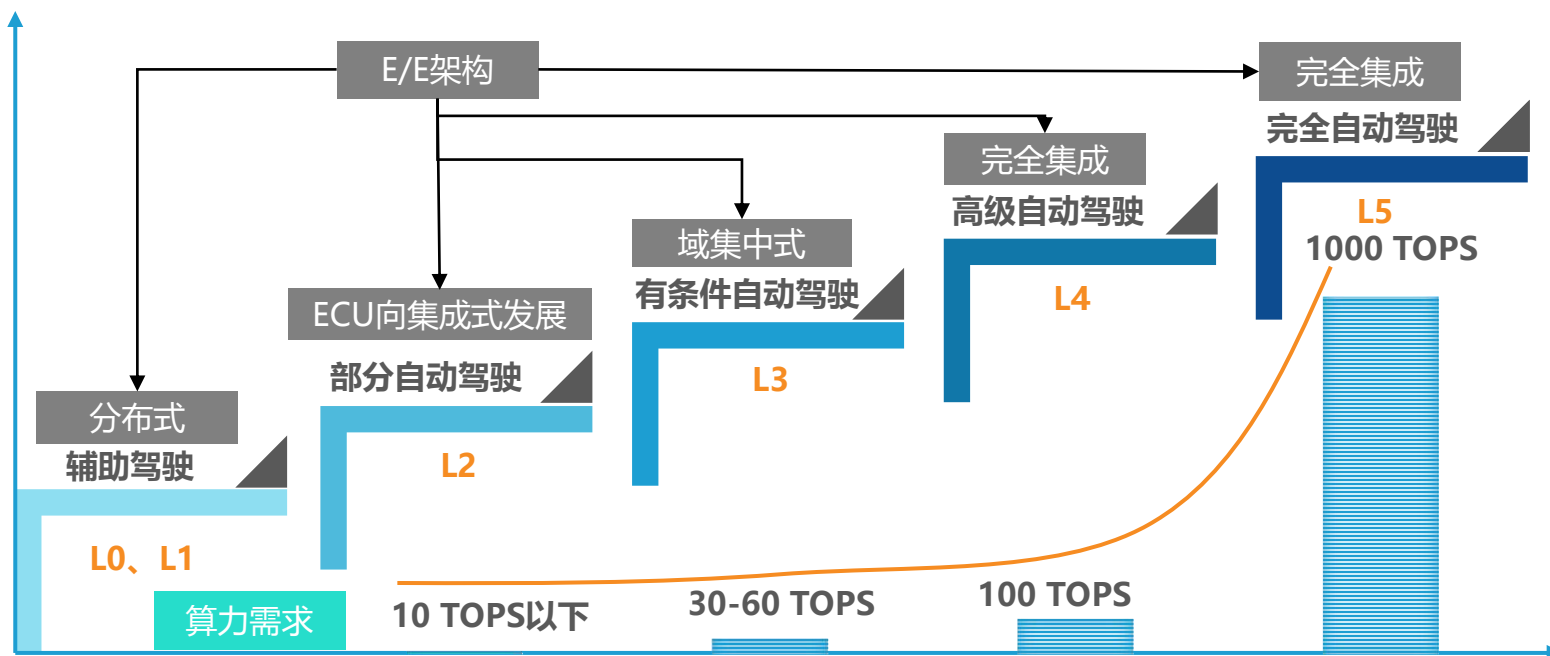 E/E架构
完全集成
完全自动驾驶
L5
1000 TOPS
完全集成
高级自动驾驶
L4
域集中式
有条件自动驾驶
L3
ECU向集成式发展
部分自动驾驶
L2
分布式
辅助驾驶
L0、L1
算力需求
10 TOPS以下
30-60 TOPS
100 TOPS